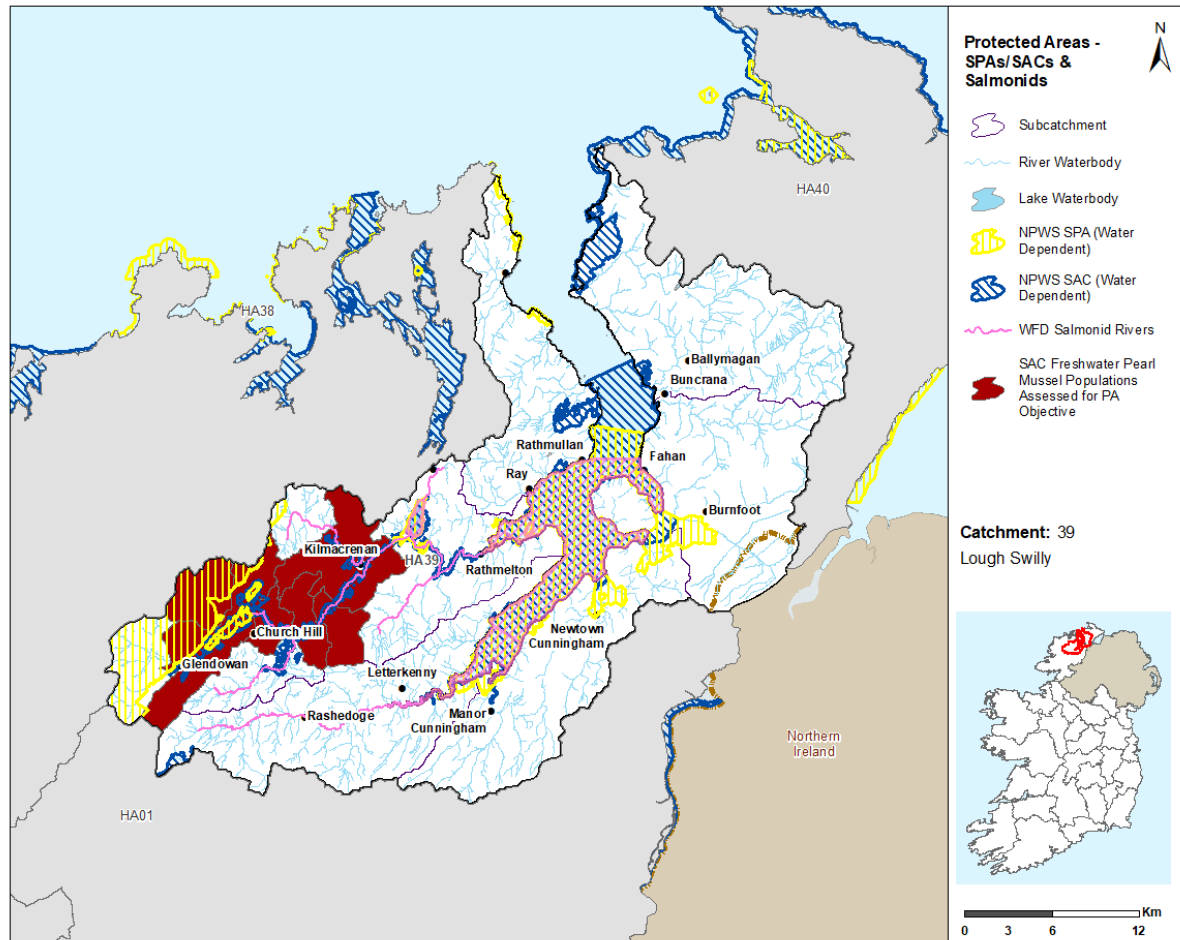 HA40
HA38
Ballymagan
Buncrana
Rathmullan
Fahan
Ray
Burnfoot
Kilmacrenan
HA39
Rathmelton
Church Hill
Newtown
Cunningham
Glendowan
Letterkenny
Rashedoge
Manor
Cunningham
Northern
Ireland
HA01
N
Protected Areas -
SPAs/SACs &
Salmonids
Subcatchment
River Waterbody
Lake Waterbody
NPWS SPA (Water
Dependent)
NPWS SAC (Water
Dependent)
WFD Salmonid Rivers
SAC Freshwater Pearl
Mussel Populations
Assessed for PA
Objective
Catchment: 39
Lough Swilly
Km
0 3 6 12